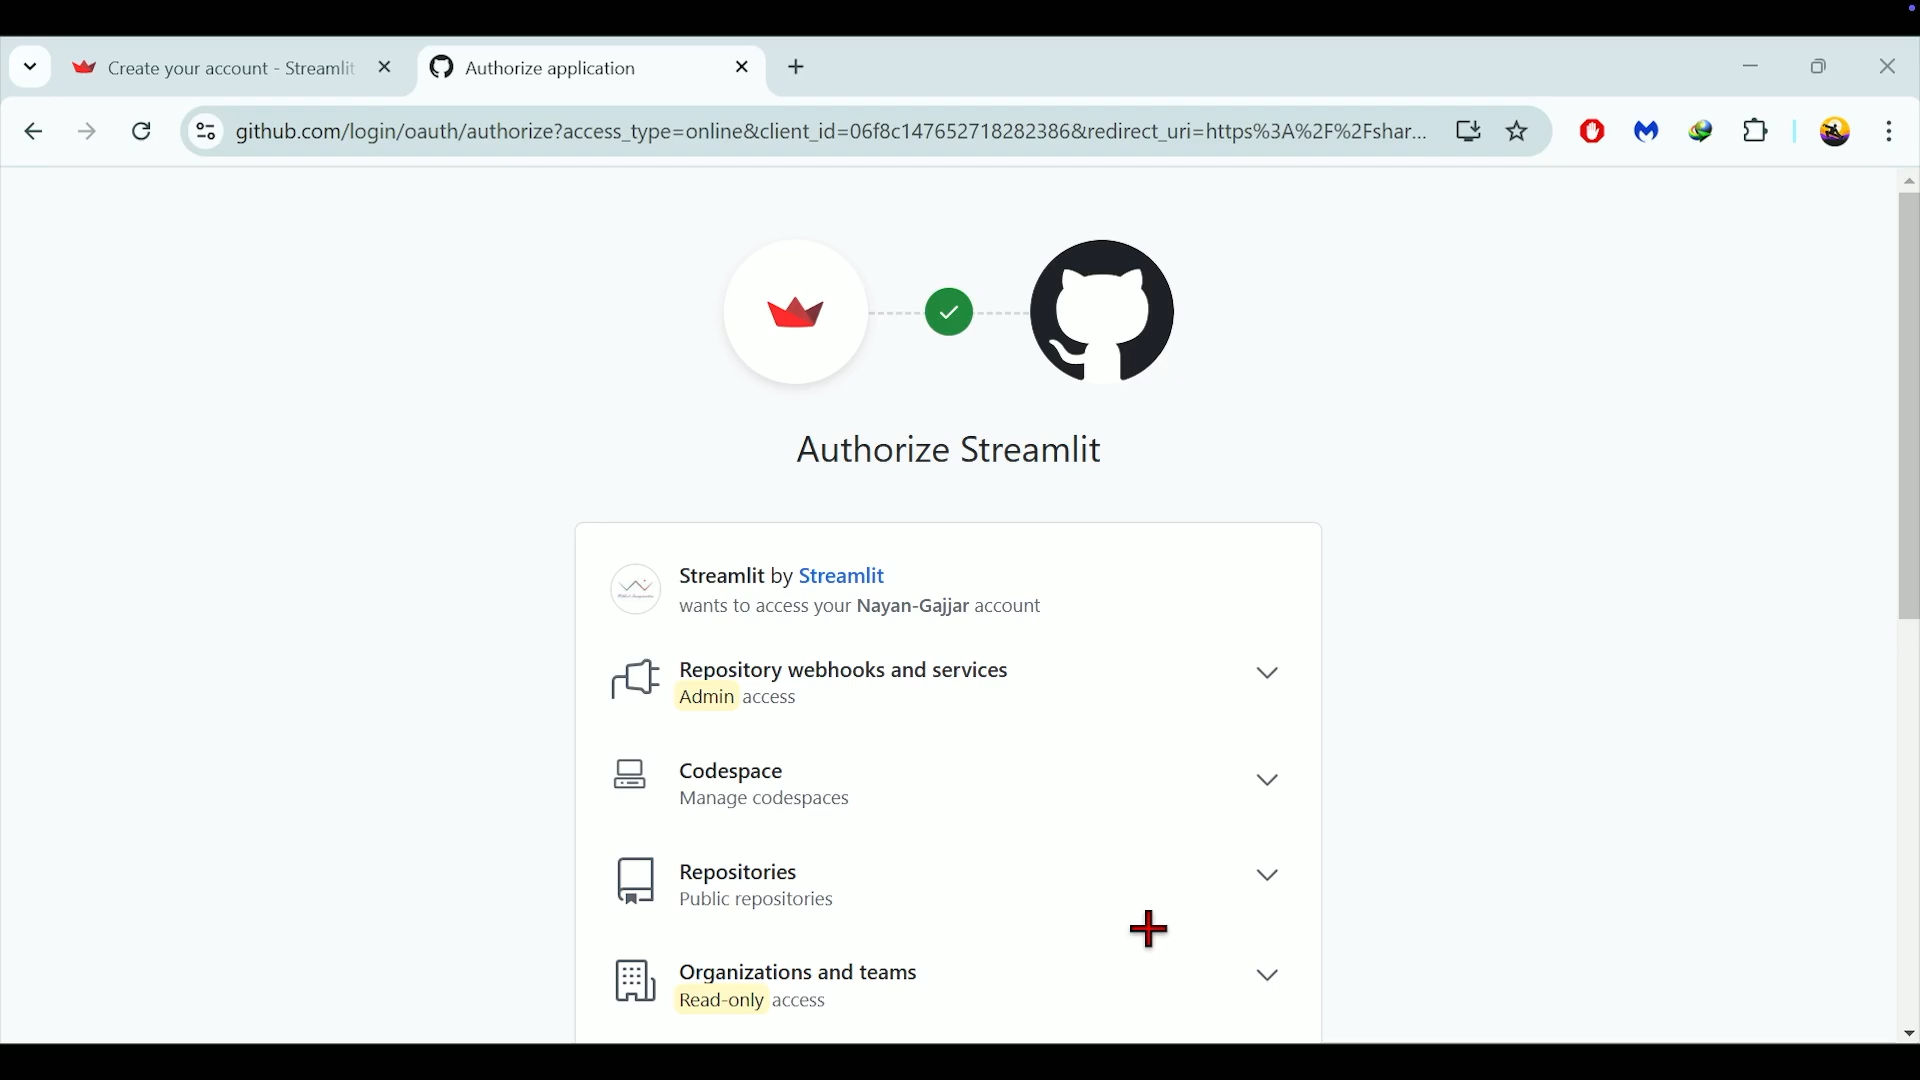 Create your account - Streamlit
Authorize application
github.com/login/oauth/authorize?access_type=online&client_id=06f8c147652718282386&redirect_uri=https%3A%2F%2Fshar...
Authorize Streamlit
Streamlit by Streamlit
wants to access your Nayan-Gajjar account
Repository webhooks and services
Admin access
Codespace
Manage codespaces
Repositories
Public repositories
Organizations and teams
Read-only access